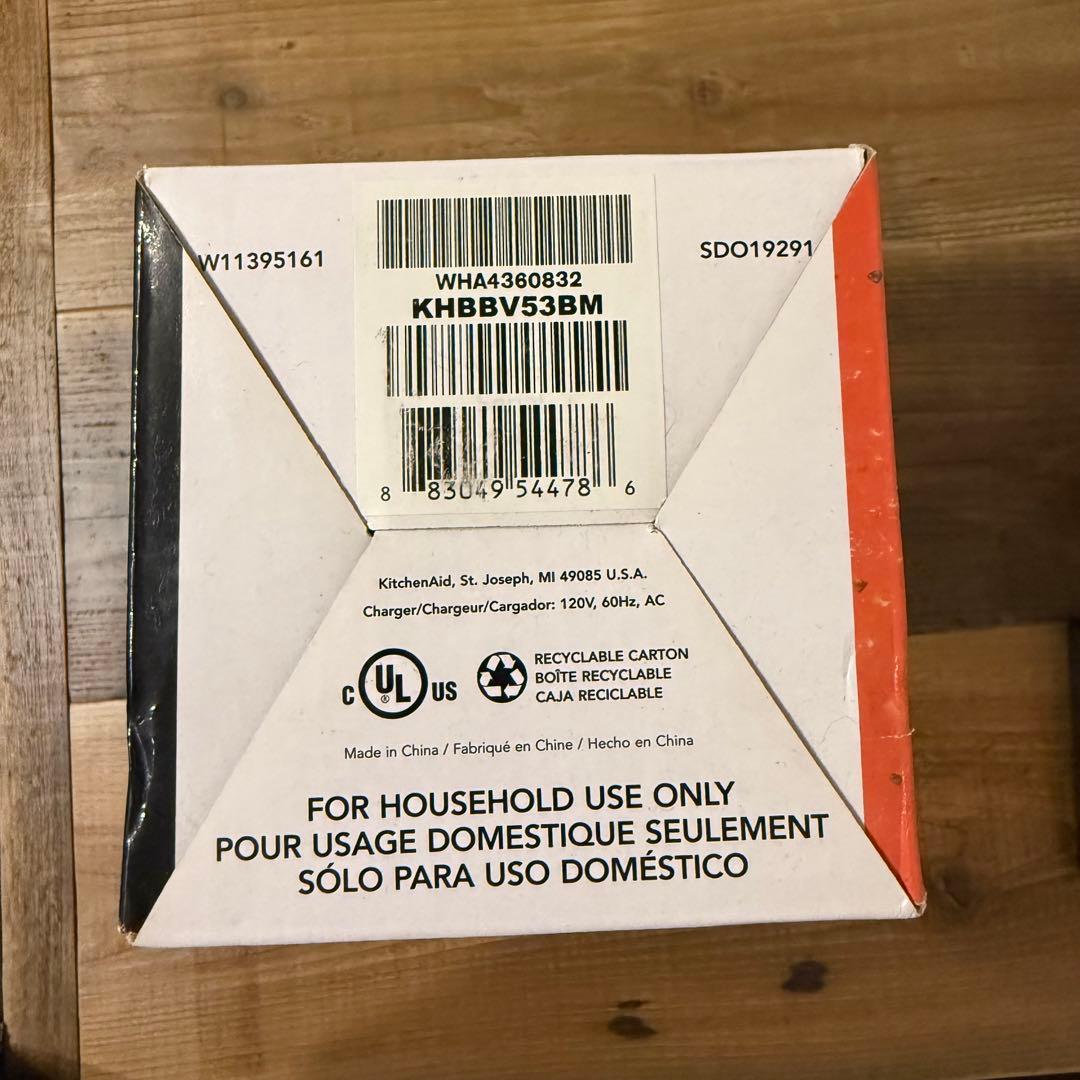 W11395161
SDO19291
WHA4360832
KHBBV53BM
8 83049 54478 6
KitchenAid, St. Joseph, MI 49085 U.S.A.
Charger/Chargeur/Cargador: 120V, 60Hz, AC
C UL US
®
RECYCLABLE CARTON
BOÎTE RECYCLABLE
CAJA RECICLABLE
Made in China / Fabriqué en Chine / Hecho en China
FOR HOUSEHOLD USE ONLY
POUR USAGE DOMESTIQUE SEULEMENT
SÓLO PARA USO DOMÉSTICO